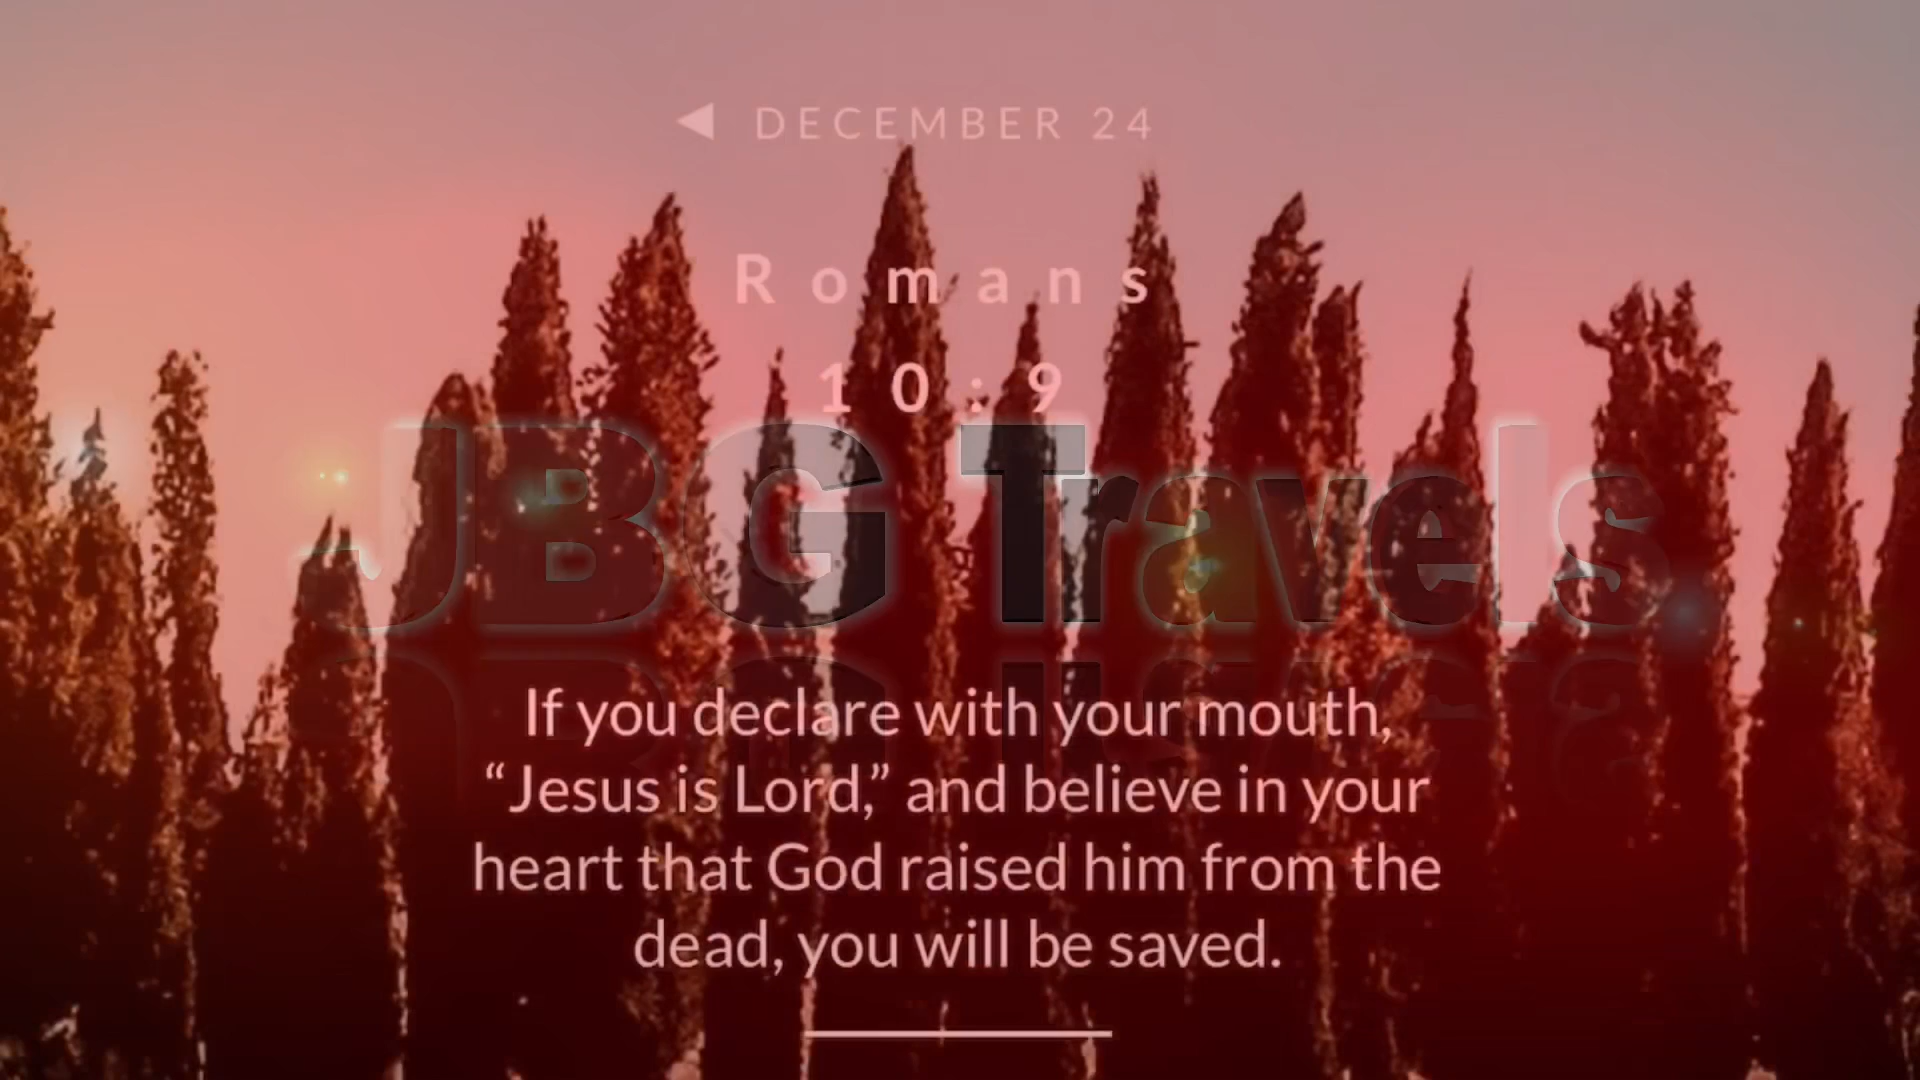 ◀ DECEMBER 24
Romans
10:9
JBG Travels
If you declare with your mouth,
“Jesus is Lord,” and believe in your
heart that God raised him from the
dead, you will be saved.